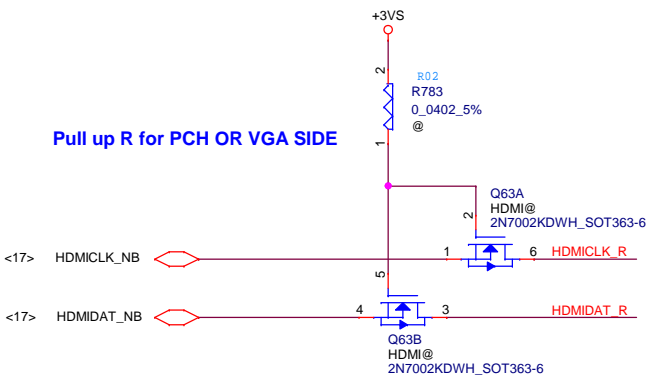 +3VS
2
R02
R783
0_0402_5%
@
1
Pull up R for PCH OR VGA SIDE
Q63A
HDMI@
2N7002KDWH_SOT363-6
2
<17> HDMICLK_NB
1
6
HDMICLK_R
5
<17> HDMIDAT_NB
4
3
HDMIDAT_R
Q63B
HDMI@
2N7002KDWH_SOT363-6